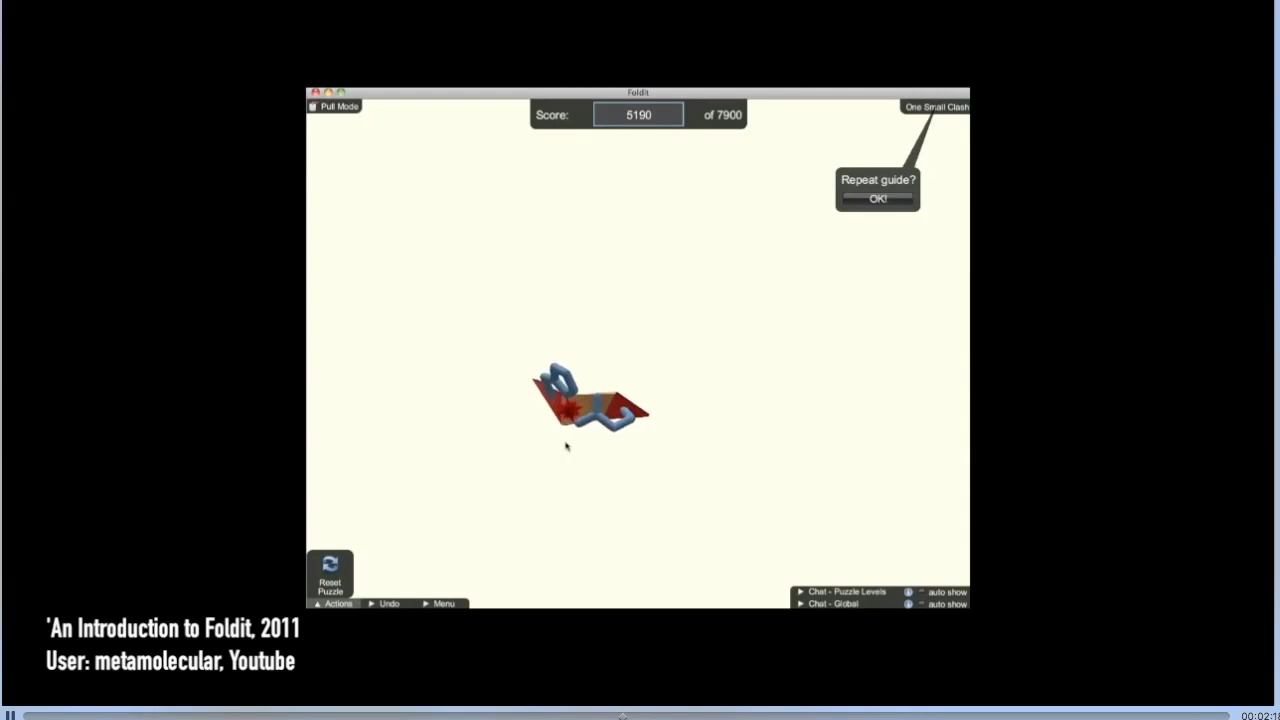 Foldit
Pull Mode
Score: 5190 of 7900
One Small Clash
Repeat guide?
OK!
Reset
Puzzle
Actions Undo Menu
Chat - Puzzle Levels auto show
Chat - Global auto show
'An Introduction to Foldit, 2011
User: metamolecular, Youtube